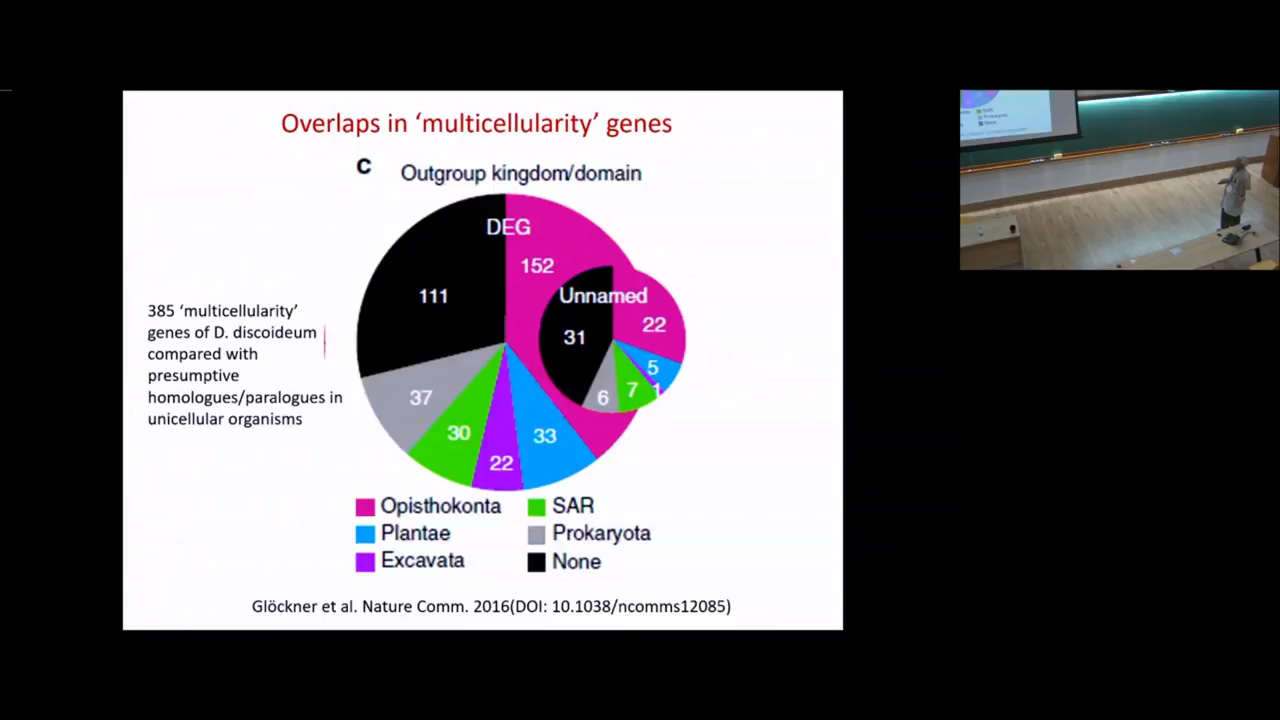 Overlaps in ‘multicellularity’ genes
C Outgroup kingdom/domain
DEG
152
111
Unnamed
22
31
5
1
7
6
385 ‘multicellularity’
genes of D. discoideum
compared with
presumptive
homologues/paralogues in
unicellular organisms
37
30
33
22
Opisthokonta
SAR
Plantae
Prokaryota
Excavata
None
Glöckner et al. Nature Comm. 2016(DOI: 10.1038/ncomms12085)